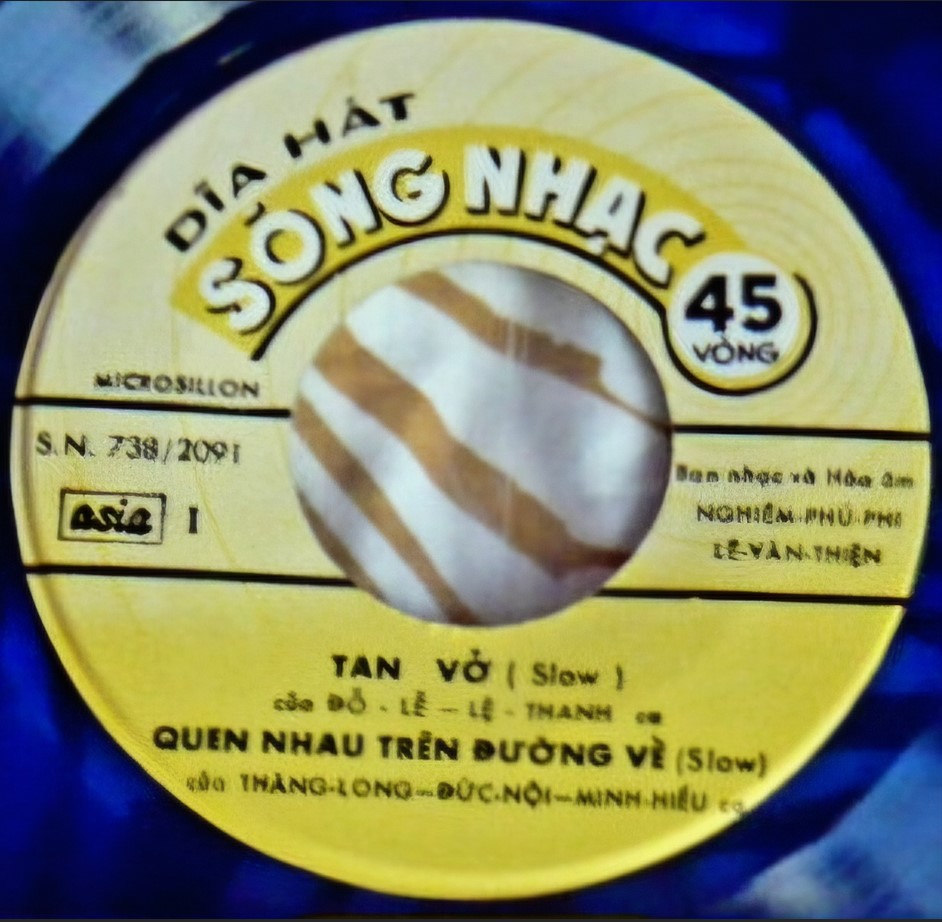 DĨA HÁT
SÓNG NHẠC
45
VÒNG
MICROSILLON
S.N. 738/2091
asia I
Ban nhạc và Hòa âm
NGHIÊM-PHÚ-PHI
LÊ-VĂN-THIỆN
TAN VỞ ( Slow )
của ĐỖ - LỄ — LỆ - THANH ca
QUEN NHAU TRÊN ĐƯỜNG VỀ (Slow)
của THĂNG-LONG—ĐỨC-NỘI—MINH-HIẾU ca